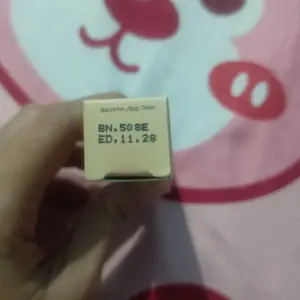 Batch No./Exp. Date:
BN.508E
ED.11.28